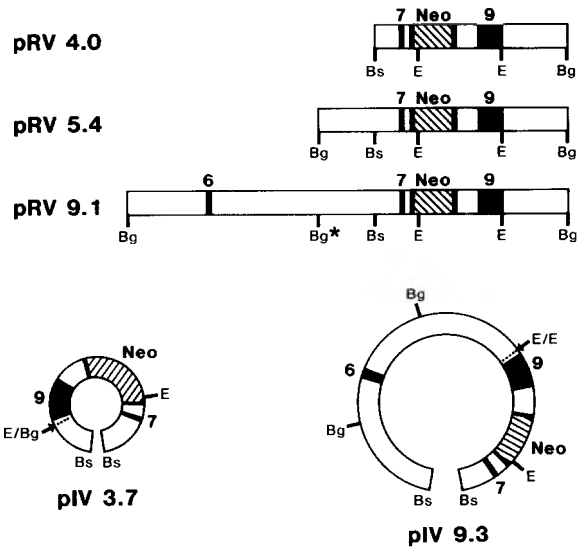 7 Neo 9
pRV 4.0
Bs E E Bg
7 Neo 9
pRV 5.4
Bg Bs E E Bg
6 7 Neo 9
pRV 9.1
Bg Bg* Bs E E Bg
Neo
9
E
7
E/Bg
Bs Bs
pIV 3.7
Bg
E/E
9
6
Bg
Neo
E
7
Bs Bs
pIV 9.3